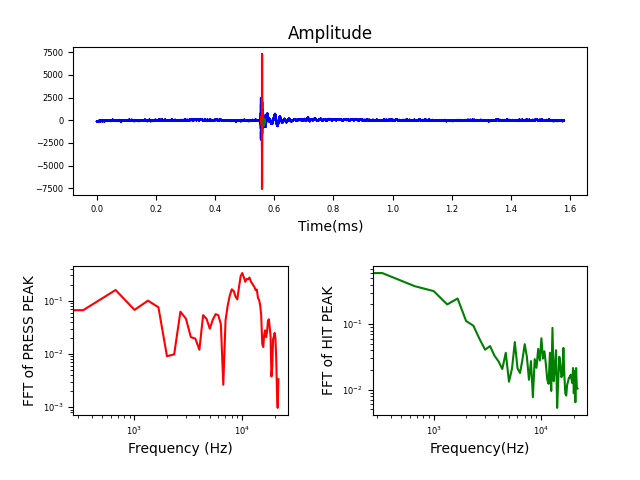 Amplitude
7500
5000
2500
0
−2500
−5000
−7500
0.0 0.2 0.4 0.6 0.8 1.0 1.2 1.4 1.6
Time(ms)
FFT of PRESS PEAK
10⁻¹
10⁻²
10⁻³
10³ 10⁴
Frequency (Hz)
FFT of HIT PEAK
10⁻¹
10⁻²
10³ 10⁴
Frequency(Hz)